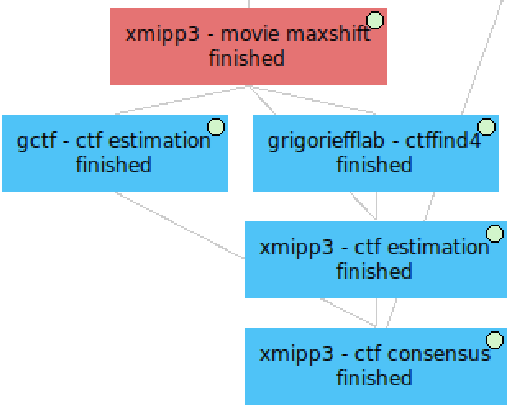 xmipp3 - movie maxshift
finished
gctf - ctf estimation
finished
grigoriefflab - ctffind4
finished
xmipp3 - ctf estimation
finished
xmipp3 - ctf consensus
finished